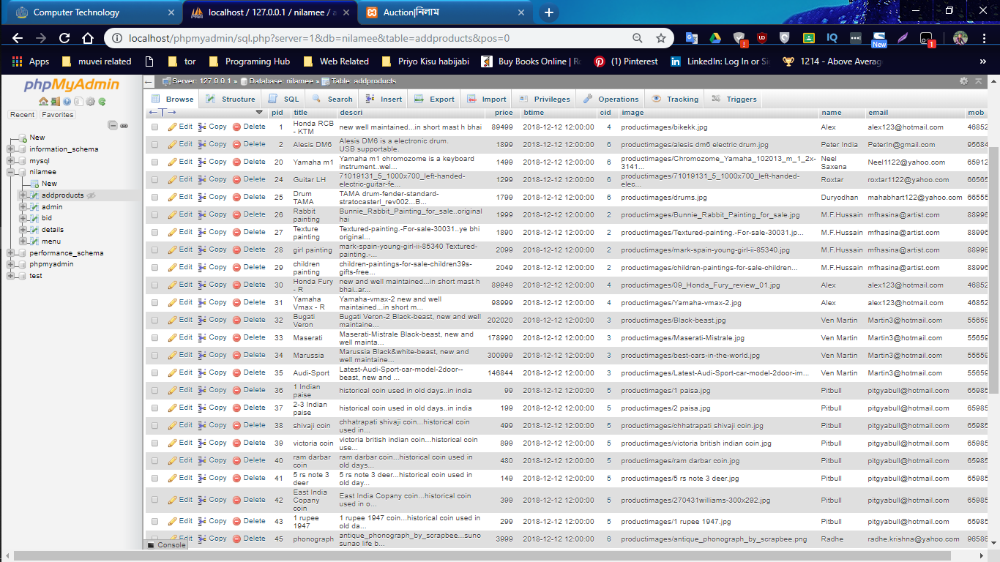 Computer Technology
localhost / 127.0.0.1 / nilamee / a
Auction|নিলাম
localhost/phpmyadmin/sql.php?server=1&db=nilamee&table=addproducts&pos=0
New
1
Apps
muvei related
tor
Programing Hub
Web Related
Priyo Kisu habijabi
Buy Books Online | Ro
(1) Pinterest
LinkedIn: Log In or Sig
1214 - Above Averag
»
phpMyAdmin
Recent
Favorites
New
information_schema
mysql
nilamee
New
addproducts
admin
bid
details
menu
performance_schema
phpmyadmin
test
Server: 127.0.0.1 » Database: nilamee » Table: addproducts
Browse Structure SQL Search Insert Export Import Privileges Operations Tracking Triggers
pid title descri price btime cid image name email mob
Edit Copy Delete 1 Honda RCB - KTM new well maintained...in short mast h bhai 89499 2018-12-12 12:00:00 4 productimages/bikekk.jpg Alex alex123@hotmail.com 46852
Edit Copy Delete 2 Alesis DM6 Alesis DM6 is a electronic drum. USB supportable. 1899 2018-12-12 12:00:00 6 productimages/alesis dm6 electric drum.jpg Peter India PeterIn@gmail.com 95684
Edit Copy Delete 20 Yamaha m1 Yamaha m1 chromozome is a keyboard instrument..wel... 1499 2018-12-12 12:00:00 6 productimages/Chromozome_Yamaha_102013_m_1_2x-3141... Neel Saxena Neel1122@yahoo.com 65912
Edit Copy Delete 24 Guitar LH 71019131_5_1000x700_left-handed-electric-guitar-fe... 1299 2018-12-12 12:00:00 6 productimages/71019131_5_1000x700_left-handed-elec... Roxtar roxtar1122@yahoo.com 66565
Edit Copy Delete 25 Drum TAMA TAMA drum-fender-standard-stratocasterl_rev002...B... 1799 2018-12-12 12:00:00 6 productimages/drums.jpg Duryodhan mahabhart122@yahoo.com 66555
Edit Copy Delete 26 Rabbit painting Bunnie_Rabbit_Painting_for_sale..original hai 1999 2018-12-12 12:00:00 2 productimages/Bunnie_Rabbit_Painting_for_sale.jpg M.F.Hussain mfhasina@artist.com 88996
Edit Copy Delete 27 Texture painting Textured-painting.-For-sale-30031..ye bhi original... 1890 2018-12-12 12:00:00 2 productimages/Textured-painting.-For-sale-30031.jp... M.F.Hussain mfhasina@artist.com 88996
Edit Copy Delete 28 girl painting mark-spain-young-girl-ii-85340 Textured-painting.-... 2099 2018-12-12 12:00:00 2 productimages/mark-spain-young-girl-ii-85340.jpg M.F.Hussain mfhasina@artist.com 88996
Edit Copy Delete 29 children painting children-paintings-for-sale-children39s-gifts-free... 2049 2018-12-12 12:00:00 2 productimages/children-paintings-for-sale-children... M.F.Hussain mfhasina@artist.com 88996
Edit Copy Delete 30 Honda Fury - R new and well maintained...in short mast h bhai..ar... 89949 2018-12-12 12:00:00 4 productimages/09_Honda_Fury_review_01.jpg Alex alex123@hotmail.com 46852
Edit Copy Delete 31 Yamaha Vmax - R Yamaha-vmax-2 new and well maintained...in short m... 98999 2018-12-12 12:00:00 4 productimages/Yamaha-vmax-2.jpg Alex alex123@hotmail.com 46852
Edit Copy Delete 32 Bugati Veron Bugati Veron-2 Black-beast, new and well maintaine... 202020 2018-12-12 12:00:00 3 productimages/Black-beast.jpg Ven Martin Martin3@hotmail.com 55659
Edit Copy Delete 33 Maserati Maserati-Mistrale Black-beast, new and well mainta... 178990 2018-12-12 12:00:00 3 productimages/Maserati-Mistrale.jpg Ven Martin Martin3@hotmail.com 55659
Edit Copy Delete 34 Marussia Marussia Black&white-beast, new and well maintaine... 300999 2018-12-12 12:00:00 3 productimages/best-cars-in-the-world.jpg Ven Martin Martin3@hotmail.com 55659
Edit Copy Delete 35 Audi-Sport Latest-Audi-Sport-car-model-2door--beast, new and ... 146844 2018-12-12 12:00:00 3 productimages/Latest-Audi-Sport-car-model-2door-im... Ven Martin Martin3@hotmail.com 55659
Edit Copy Delete 36 1 Indian paise historical coin used in old days..in india 99 2018-12-12 12:00:00 5 productimages/1 paisa.jpg Pitbull pitgyabull@hotmail.com 65985
Edit Copy Delete 37 2-3 Indian paise historical coin used in old days..in india 199 2018-12-12 12:00:00 5 productimages/2 paisa.jpg Pitbull pitgyabull@hotmail.com 65985
Edit Copy Delete 38 shivaji coin chhatrapati shivaji coin...historical coin used in... 499 2018-12-12 12:00:00 5 productimages/chhatrapati shivaji coin.jpg Pitbull pitgyabull@hotmail.com 65985
Edit Copy Delete 39 victoria coin victoria british indian coin...historical coin use... 899 2018-12-12 12:00:00 5 productimages/victoria british indian coin.jpg Pitbull pitgyabull@hotmail.com 65985
Edit Copy Delete 40 ram darbar coin ram darbar coin...historical coin used in old days... 480 2018-12-12 12:00:00 5 productimages/ram darbar coin.jpg Pitbull pitgyabull@hotmail.com 65985
Edit Copy Delete 41 5 rs note 3 deer 5 rs note 3 deer...historical coin used in old day... 149 2018-12-12 12:00:00 5 productimages/5 rs note 3 deer.jpg Pitbull pitgyabull@hotmail.com 65985
Edit Copy Delete 42 East India Copany coin East India Copany coin...historical coin used in o... 399 2018-12-12 12:00:00 5 productimages/270431williams-300x292.jpg Pitbull pitgyabull@hotmail.com 65985
Edit Copy Delete 43 1 rupee 1947 1 rupee 1947 coin...historical coin used in old da... 299 2018-12-12 12:00:00 5 productimages/1 rupee 1947.jpg Pitbull pitgyabull@hotmail.com 65985
Edit Copy Delete 45 phonograph antique_phonograph_by_scrapbee...suno sunao life b... 3999 2018-12-12 12:00:00 6 productimages/antique_phonograph_by_scrapbee.png Radhe radhe.krishna@yahoo.com 66586
Console